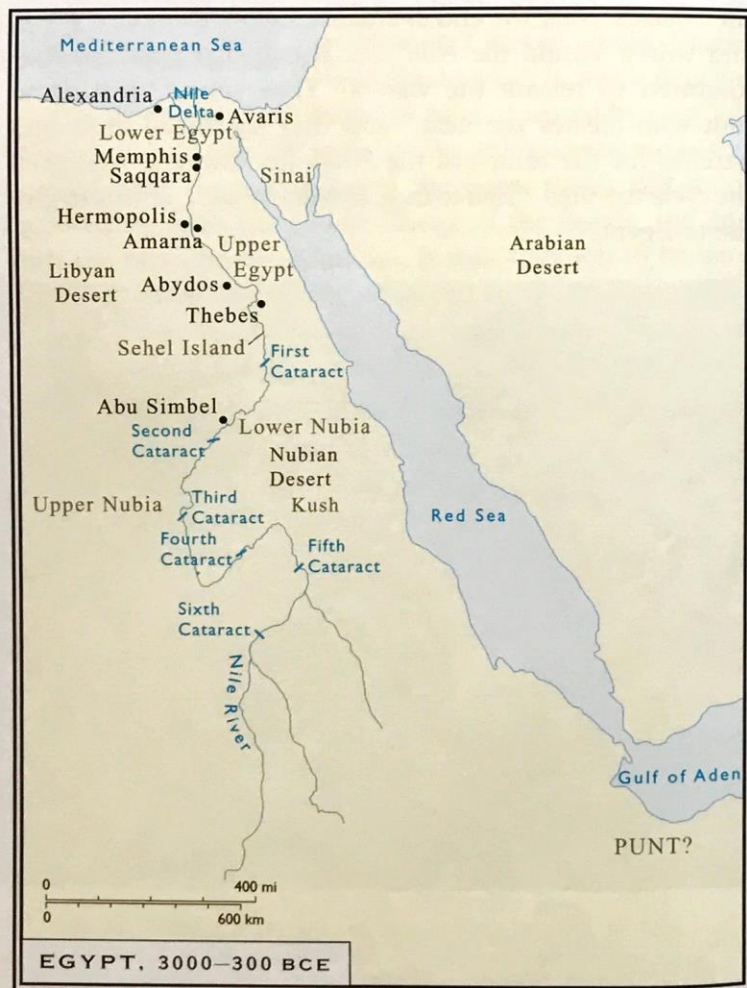 Mediterranean Sea
Alexandria
Nile
Delta
Avaris
Lower Egypt
Memphis
Saqqara
Sinai
Hermopolis
Amarna
Upper
Egypt
Arabian
Desert
Libyan
Desert
Abydos
Thebes
Sehel Island
First
Cataract
Abu Simbel
Lower Nubia
Second
Cataract
Nubian
Desert
Upper Nubia
Third
Cataract
Kush
Red Sea
Fourth
Cataract
Fifth
Cataract
Sixth
Cataract
Nile River
Gulf of Aden
PUNT?
0 400 mi
0 600 km
EGYPT, 3000–300 BCE